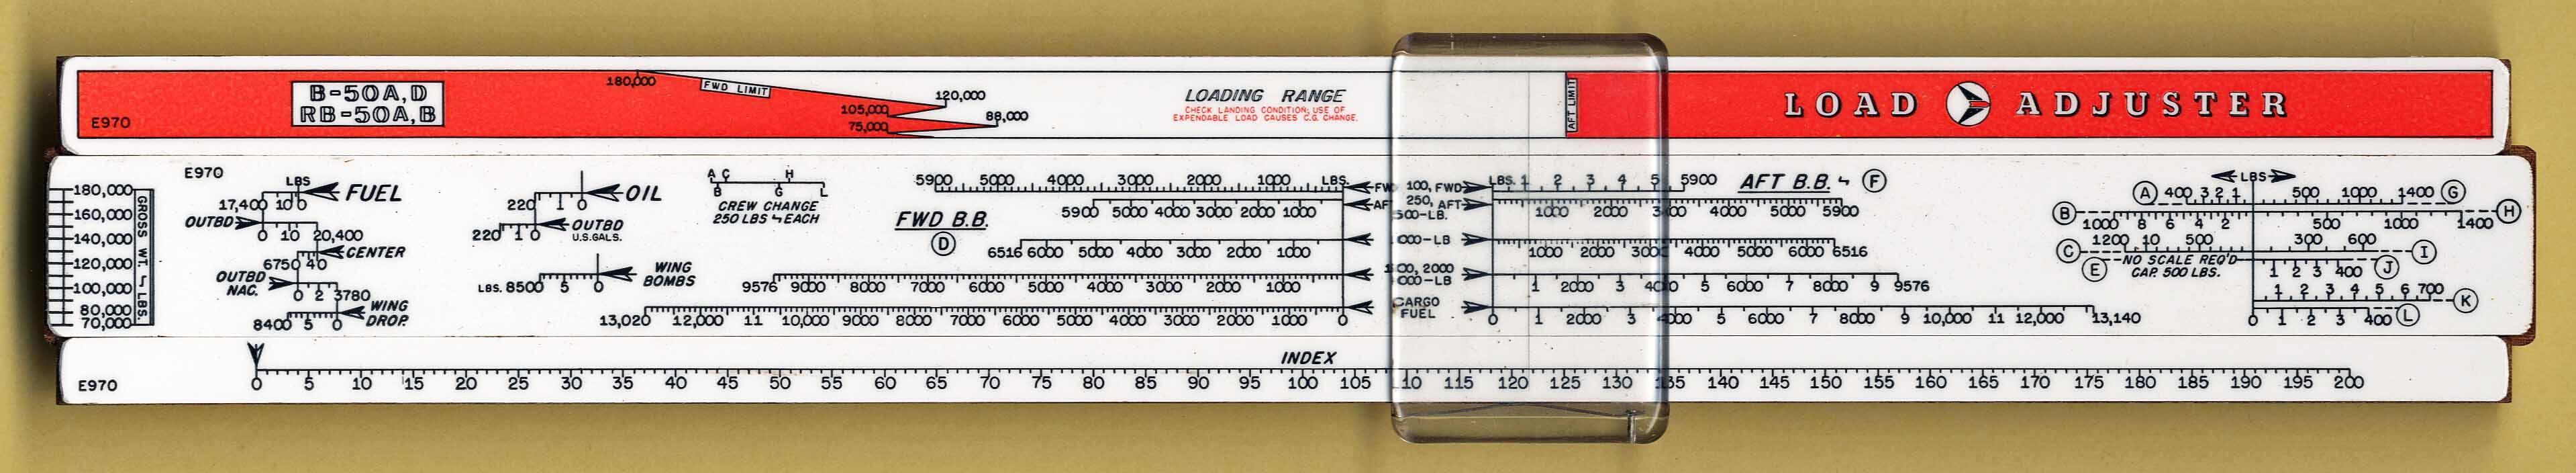 B-50A,D
RB-50A,B
E970
180,000
FWD LIMIT
105,000
120,000
75,000
88,000
LOADING RANGE
CHECK LANDING CONDITION; USE OF
EXPENDABLE LOAD CAUSES C.G. CHANGE.
AFT LIMIT
LOAD ADJUSTER
E970
180,000
160,000
140,000
120,000
100,000
80,000
70,000
GROSS WT. LBS.
LBS
FUEL
17,400 10 0
OUTBD
0 10 20,400
CENTER
6750 4 0
OUTBD
NAC.
0 2 3780
WING
DROP.
8400 5 0
OIL
220 1 0
OUTBD
U.S.GALS.
220 1 0
WING
BOMBS
LBS. 8500 5 0
A C H
B G L
CREW CHANGE
250 LBS EACH
FWD B.B.
D
5900 5000 4000 3000 2000 1000 LBS.
5900 5000 4000 3000 2000 1000
6516 6000 5000 4000 3000 2000 1000
9576 9000 8000 7000 6000 5000 4000 3000 2000 1000
13,020 12,000 11 10,000 9000 8000 7000 6000 5000 4000 3000 2000 1000 0
100, FWD
250, AFT
500-LB.
CARGO
FUEL
LBS. 1 2 3 4 5 5900
AFT B.B. F
1000 2000 3000 4000 5000 5900
1000 2000 3000 4000 5000 6000 6516
1 2000 3 4000 5 6000 7 8000 9 9576
0 1 2000 3 4000 5 6000 7 8000 9 10,000 11 12,000 13,140
LBS
A 400 3 2 1 500 1000 1400 G
B 1000 8 6 4 2 500 1000 1400 H
C 1200 10 500 300 600 I
E NO SCALE REQ'D
CAP. 500 LBS.
1 2 3 400 J
1 2 3 4 5 6 700 K
0 1 2 3 400 L
INDEX
E970
0 5 10 15 20 25 30 35 40 45 50 55 60 65 70 75 80 85 90 95 100 105 110 115 120 125 130 135 140 145 150 155 160 165 170 175 180 185 190 195 200